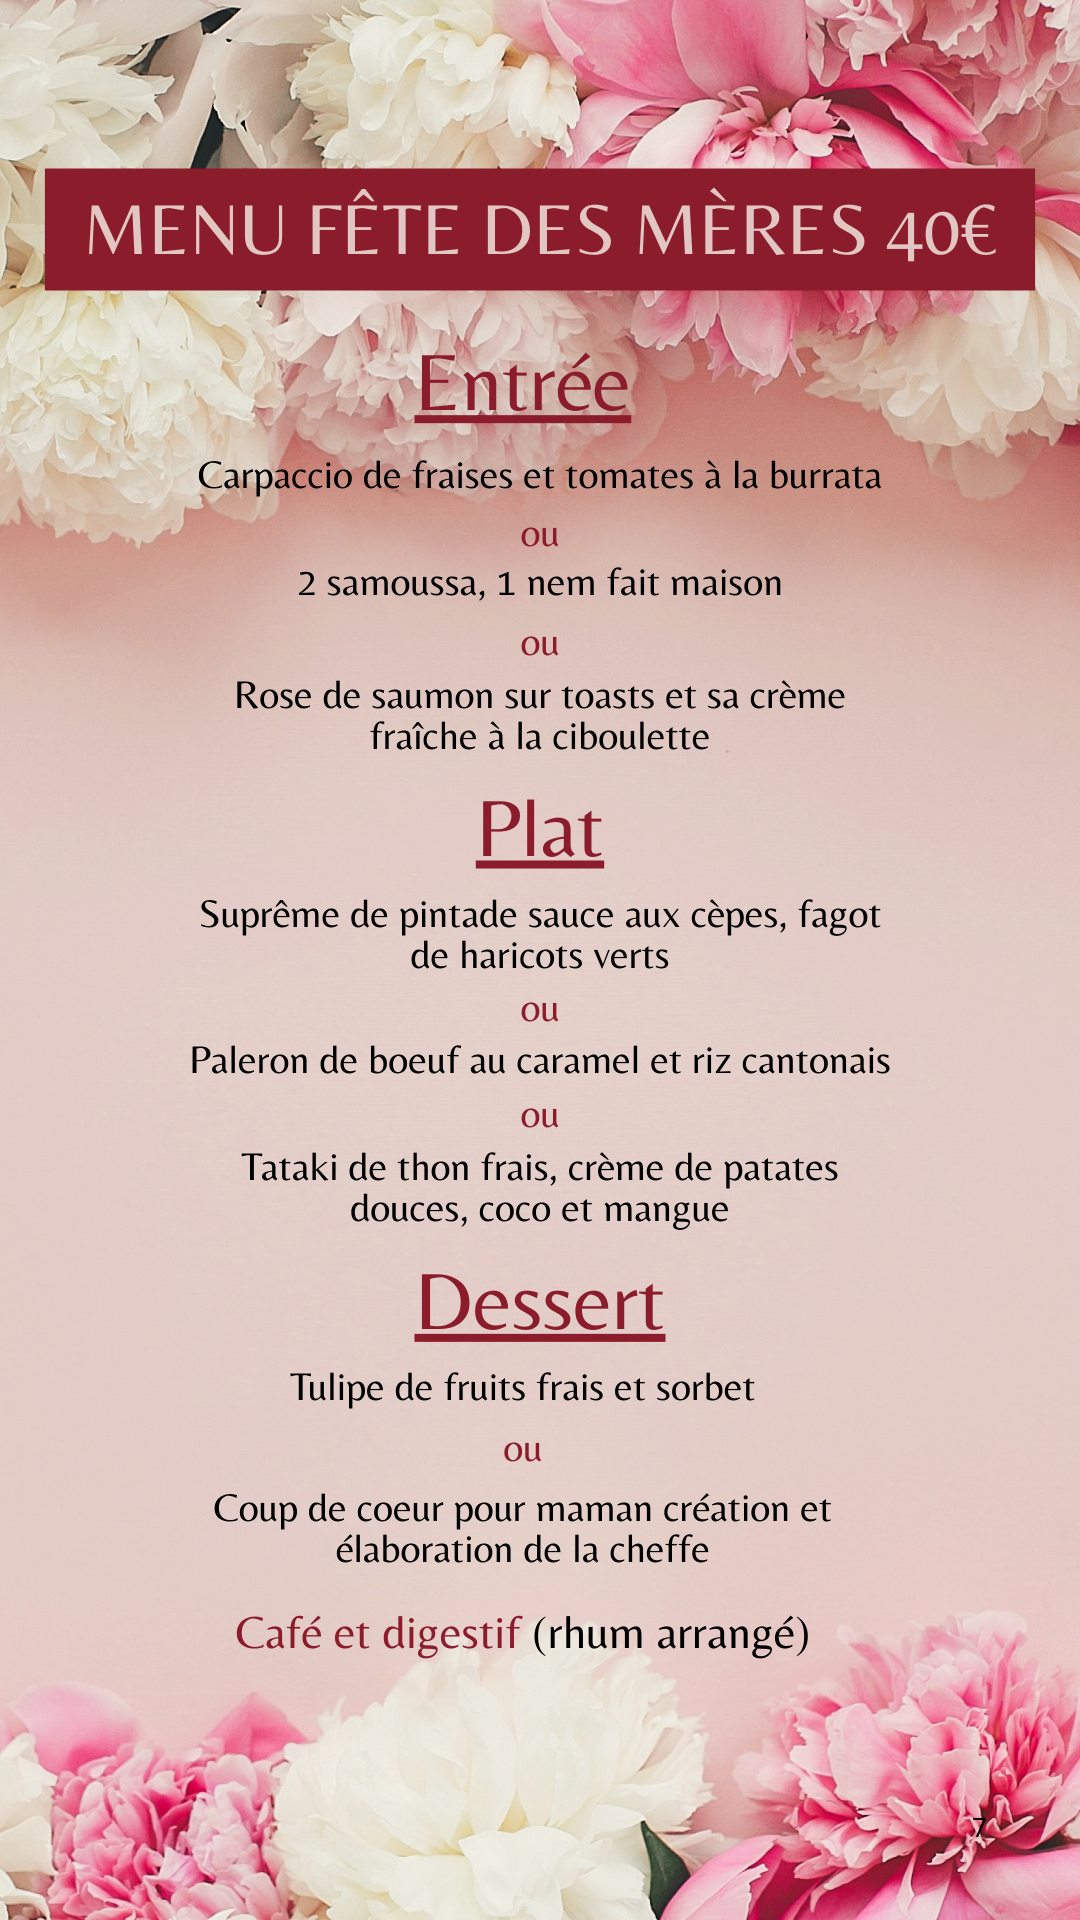 MENU FÊTE DES MÈRES 40€
Entrée
Carpaccio de fraises et tomates à la burrata
ou
2 samoussa, 1 nem fait maison
ou
Rose de saumon sur toasts et sa crème
fraîche à la ciboulette
Plat
Suprême de pintade sauce aux cèpes, fagot
de haricots verts
ou
Paleron de boeuf au caramel et riz cantonais
ou
Tataki de thon frais, crème de patates
douces, coco et mangue
Dessert
Tulipe de fruits frais et sorbet
ou
Coup de coeur pour maman création et
élaboration de la cheffe
Café et digestif (rhum arrangé)
7